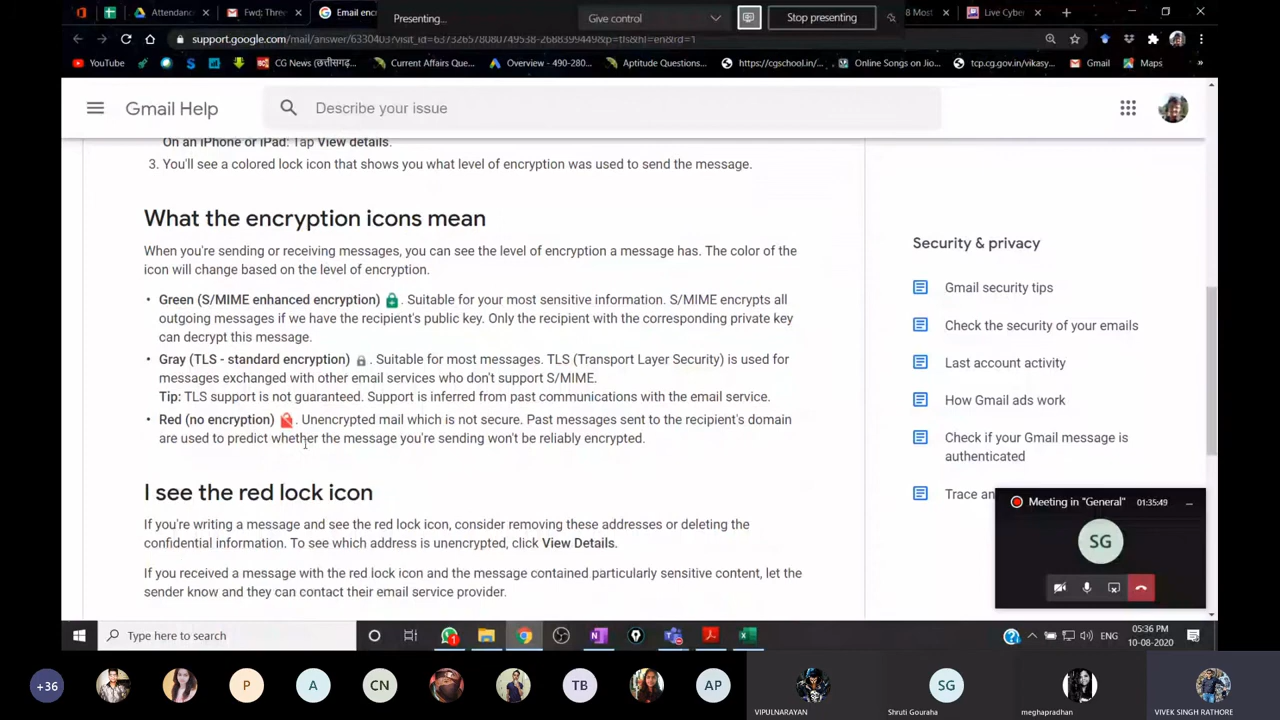 Attendanc
Fwd; Three
Email enc
Presenting...
Give control
Stop presenting
8 Most
Live Cyber
YouTube
CG News (छत्तीसगढ़...
Current Affairs Que...
Overview - 490-280...
Aptitude Questions...
https://cgschool.in/...
Online Songs on Jio...
tcp.cg.gov.in/vikasy...
Gmail
Maps
Gmail Help
Describe your issue
On an iPhone or iPad: Tap View details.
3. You'll see a colored lock icon that shows you what level of encryption was used to send the message.
What the encryption icons mean
When you're sending or receiving messages, you can see the level of encryption a message has. The color of the
icon will change based on the level of encryption.
• Green (S/MIME enhanced encryption) . Suitable for your most sensitive information. S/MIME encrypts all
outgoing messages if we have the recipient's public key. Only the recipient with the corresponding private key
can decrypt this message.
• Gray (TLS - standard encryption) . Suitable for most messages. TLS (Transport Layer Security) is used for
messages exchanged with other email services who don't support S/MIME.
Tip: TLS support is not guaranteed. Support is inferred from past communications with the email service.
• Red (no encryption) . Unencrypted mail which is not secure. Past messages sent to the recipient's domain
are used to predict whether the message you're sending won't be reliably encrypted.
I see the red lock icon
If you're writing a message and see the red lock icon, consider removing these addresses or deleting the
confidential information. To see which address is unencrypted, click View Details.
If you received a message with the red lock icon and the message contained particularly sensitive content, let the
sender know and they can contact their email service provider.
Security & privacy
Gmail security tips
Check the security of your emails
Last account activity
How Gmail ads work
Check if your Gmail message is
authenticated
Trace an
Meeting in "General"
01:35:49
SG
Type here to search
ENG
05:36 PM
10-08-2020
+36
P
A
CN
TB
AP
SG
VIPULNARAYAN
Shruti Gouraha
meghapradhan
VIVEK SINGH RATHORE